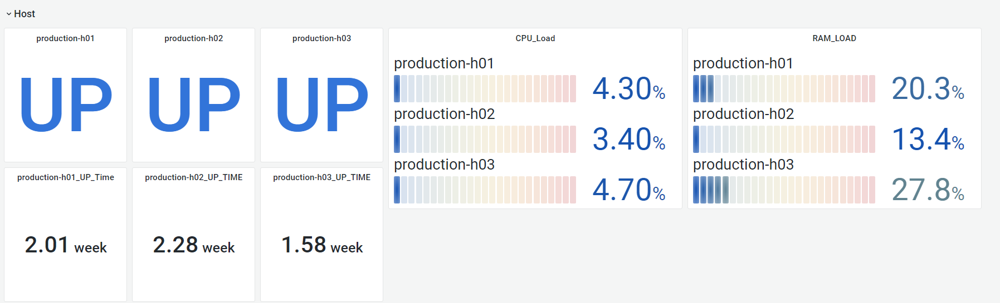 Host
production-h01
UP
production-h02
UP
production-h03
UP
production-h01_UP_Time
2.01 week
production-h02_UP_TIME
2.28 week
production-h03_UP_TIME
1.58 week
CPU_Load
production-h01
4.30%
production-h02
3.40%
production-h03
4.70%
RAM_LOAD
production-h01
20.3%
production-h02
13.4%
production-h03
27.8%